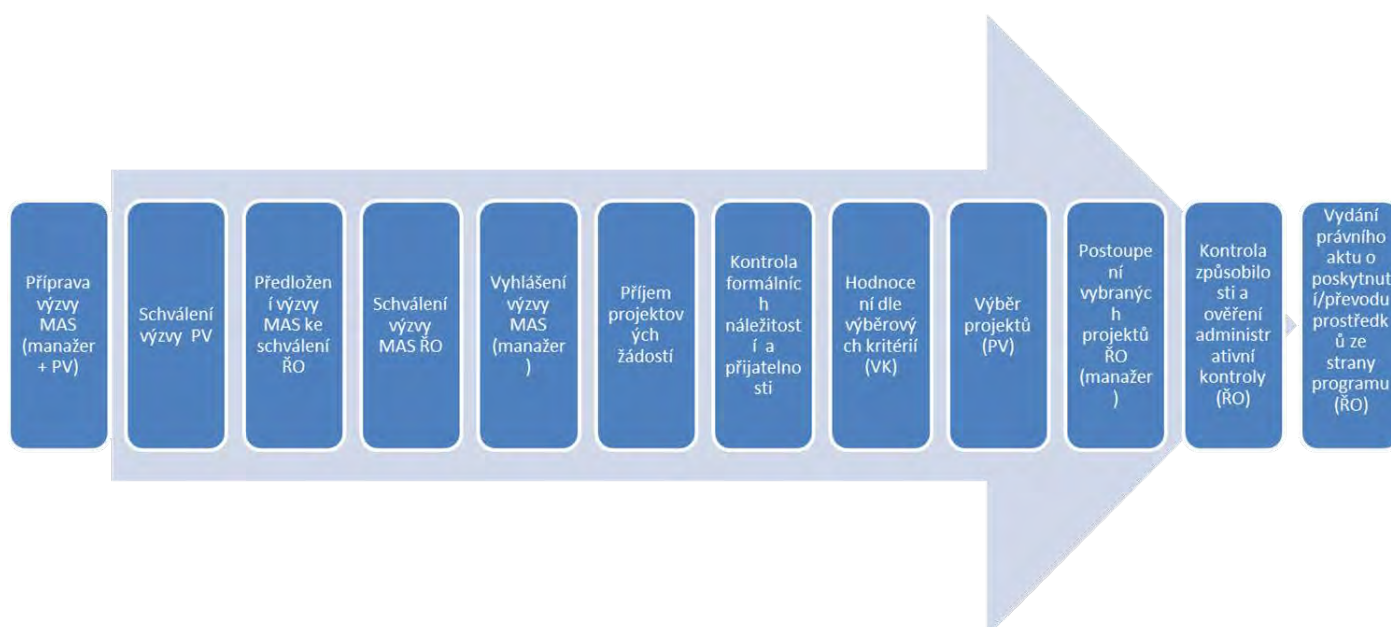 Příprava
výzvy
MAS
(manažer
+ PV)
Schválení
výzvy PV
Předložen
í výzvy
MAS ke
schválení
ŘO
Schválení
výzvy
MAS ŘO
Vyhlášení
výzvy
MAS
(manažer
)
Příjem
projektov
ých
žádostí
Kontrola
formálníc
h
náležitost
í a
přijatelno
sti
Hodnoce
ní dle
výběrový
ch kritérií
(VK)
Výběr
projektů
(PV)
Postoupe
ní
vybranýc
h
projektů
ŘO
(manažer
)
Kontrola
způsobilo
sti a
ověření
administr
ativní
kontroly
(ŘO)
Vydání
právního
aktu o
poskytnut
í/převodu
prostředk
ů ze
strany
programu
(ŘO)